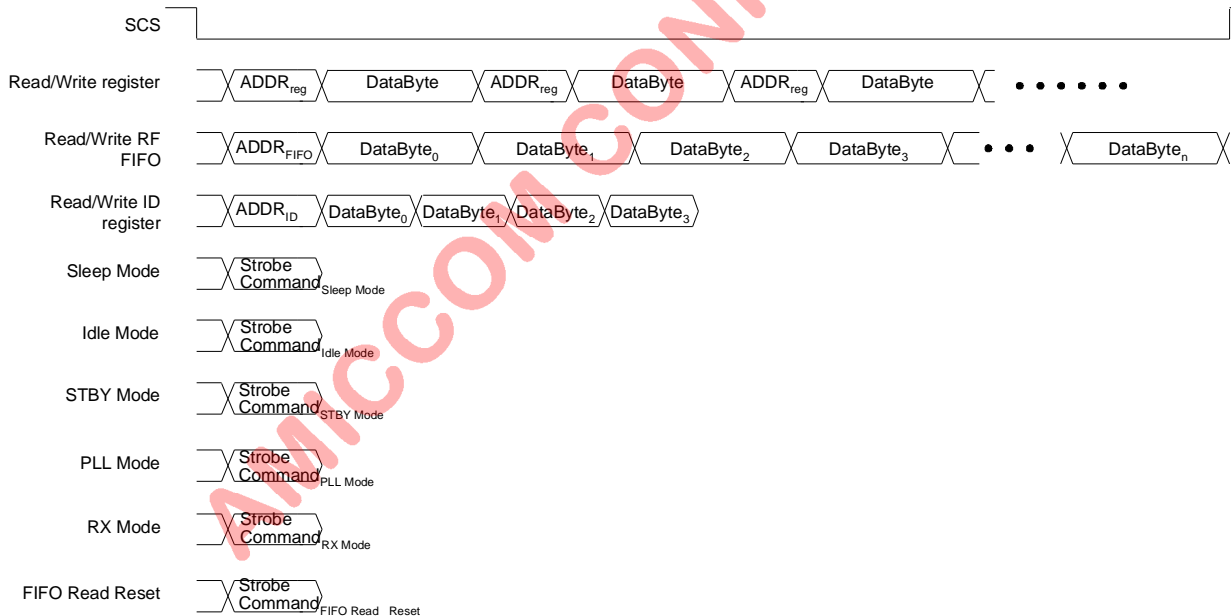 SCS
Read/Write register ADDRreg DataByte ADDRreg DataByte ADDRreg DataByte
Read/Write RF
FIFO ADDRFIFO DataByte0 DataByte1 DataByte2 DataByte3 DataByten
Read/Write ID
register ADDRID DataByte0 DataByte1 DataByte2 DataByte3
Sleep Mode Strobe
CommandSleep Mode
Idle Mode Strobe
CommandIdle Mode
STBY Mode Strobe
CommandSTBY Mode
PLL Mode Strobe
CommandPLL Mode
RX Mode Strobe
CommandRX Mode
FIFO Read Reset Strobe
CommandFIFO Read Reset
AMICCOM CON